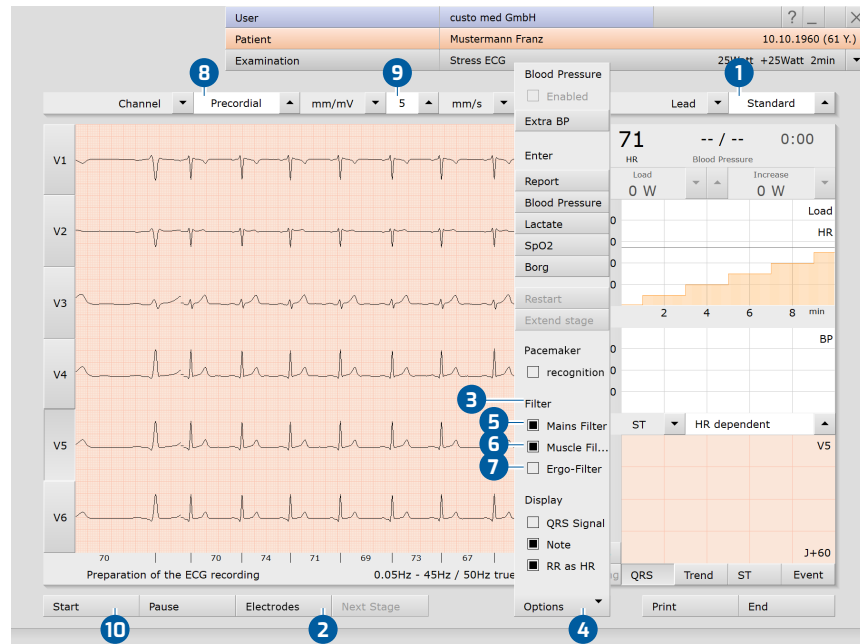 User custo med GmbH ? _ X
Patient Mustermann Franz 10.10.1960 (61 Y.)
Examination Stress ECG 25Watt +25Watt 2min
8 9 1
Channel Precordial mm/mV 5 mm/s Lead Standard
Blood Pressure
Enabled
Extra BP
Enter
Report
Blood Pressure
Lactate
SpO2
Borg
Restart
Extend stage
Pacemaker
recognition
3 Filter
5 Mains Filter
6 Muscle Fil...
7 Ergo-Filter
Display
QRS Signal
Note
RR as HR
V1
V2
V3
V4
V5
V6
70 70 74 71 69 73 67
Preparation of the ECG recording 0.05Hz - 45Hz / 50Hz true
71 -- / -- 0:00
HR Blood Pressure
Load Increase
0 W 0 W
Load
HR
0
0
0
2 4 6 8 min
BP
0
0
0
ST HR dependent
V5
J+60
g QRS Trend ST Event
Start Pause Electrodes Next Stage Options Print End
10 2 4